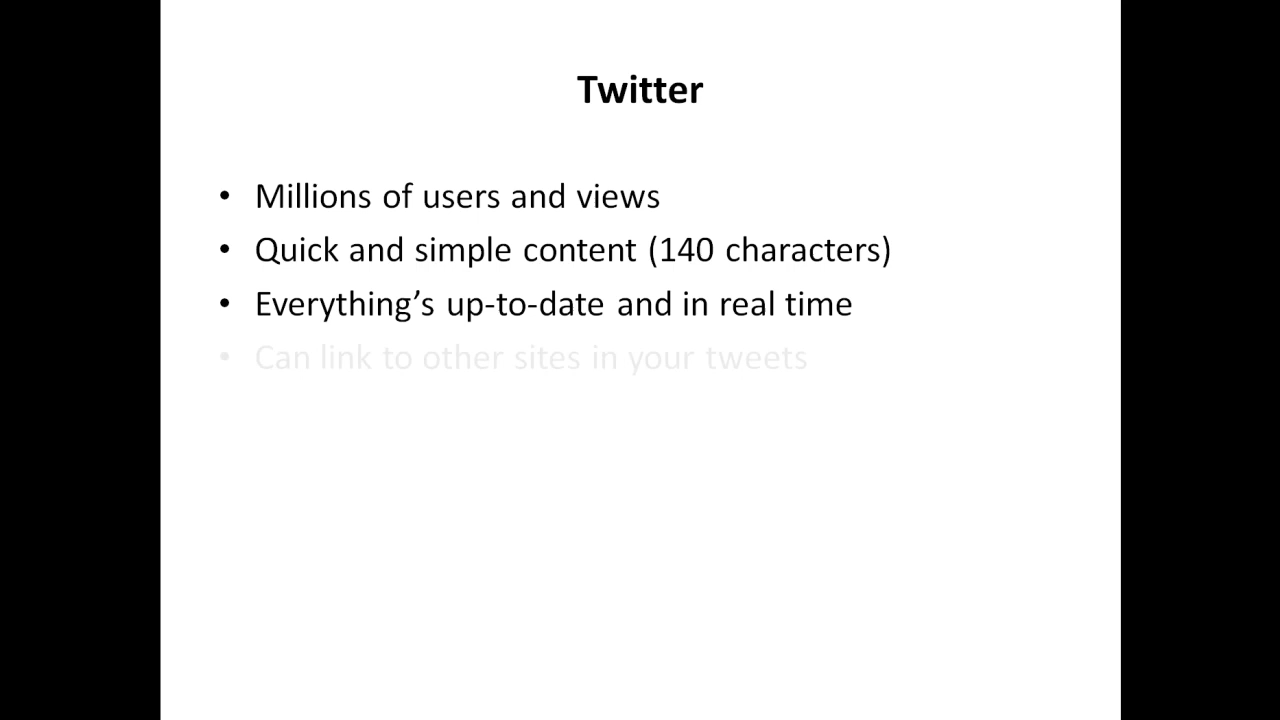 Twitter
• Millions of users and views
• Quick and simple content (140 characters)
• Everything’s up-to-date and in real time
• Can link to other sites in your tweets